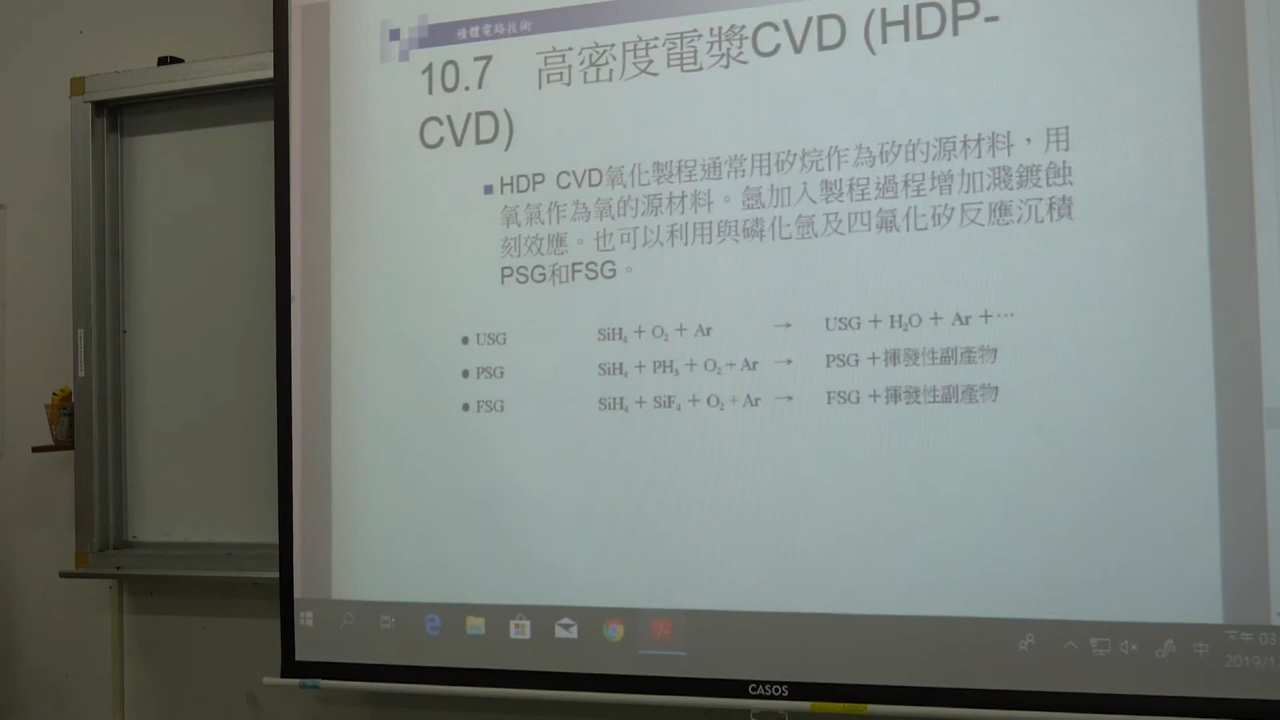 積體電路技術
10.7 高密度電漿CVD (HDP-
CVD)
HDP CVD氧化製程通常用矽烷作為矽的源材料，用
氧氣作為氧的源材料。氬加入製程過程增加濺鍍蝕
刻效應。也可以利用與磷化氫及四氟化矽反應沉積
PSG和FSG。
● USG SiH₄ + O₂ + Ar → USG + H₂O + Ar +⋯
● PSG SiH₄ + PH₃ + O₂ + Ar → PSG +揮發性副產物
● FSG SiH₄ + SiF₄ + O₂ + Ar → FSG +揮發性副產物
中
下午 03
2019/1
CASOS